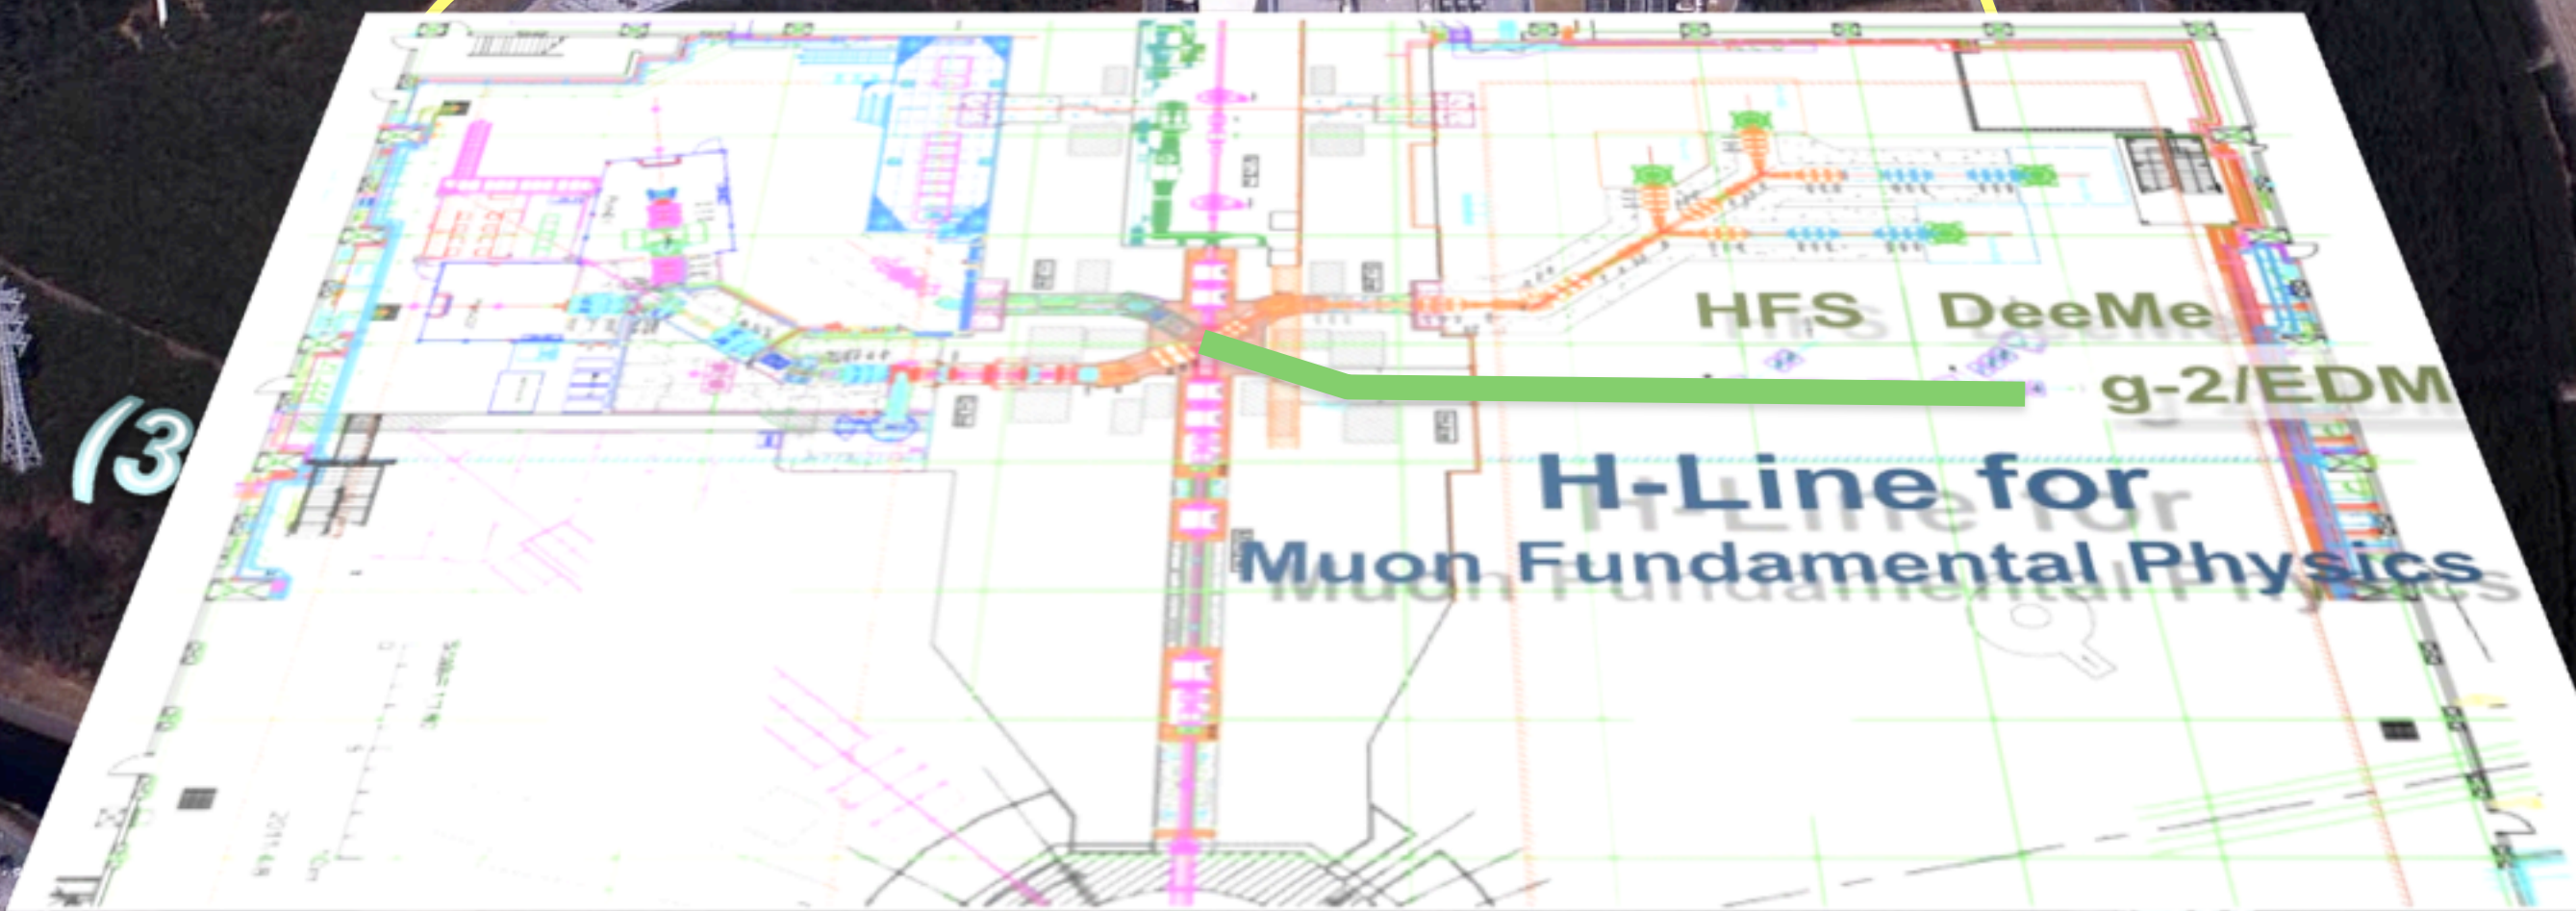 HFS DeeMe
g-2/EDM
(3
H-Line for
Muon Fundamental Physics